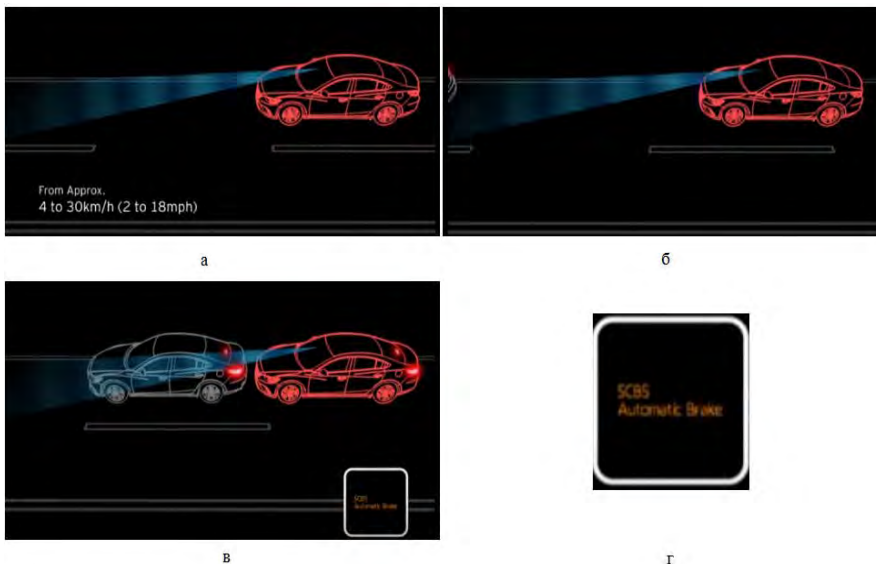 From Approx.
4 to 30km/h (2 to 18mph)
а
б
SCBS
Automatic Brake
в
SCBS
Automatic Brake
г